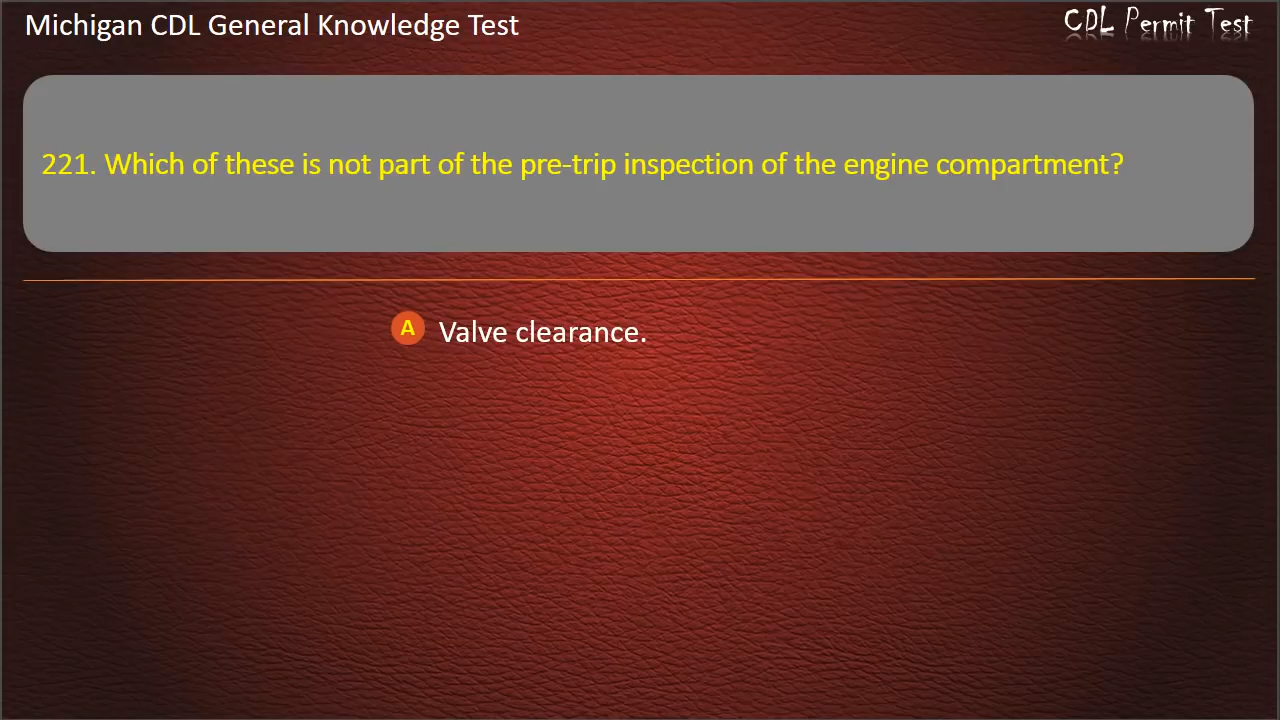 Michigan CDL General Knowledge Test
CDL Permit Test
221. Which of these is not part of the pre-trip inspection of the engine compartment?
A Valve clearance.